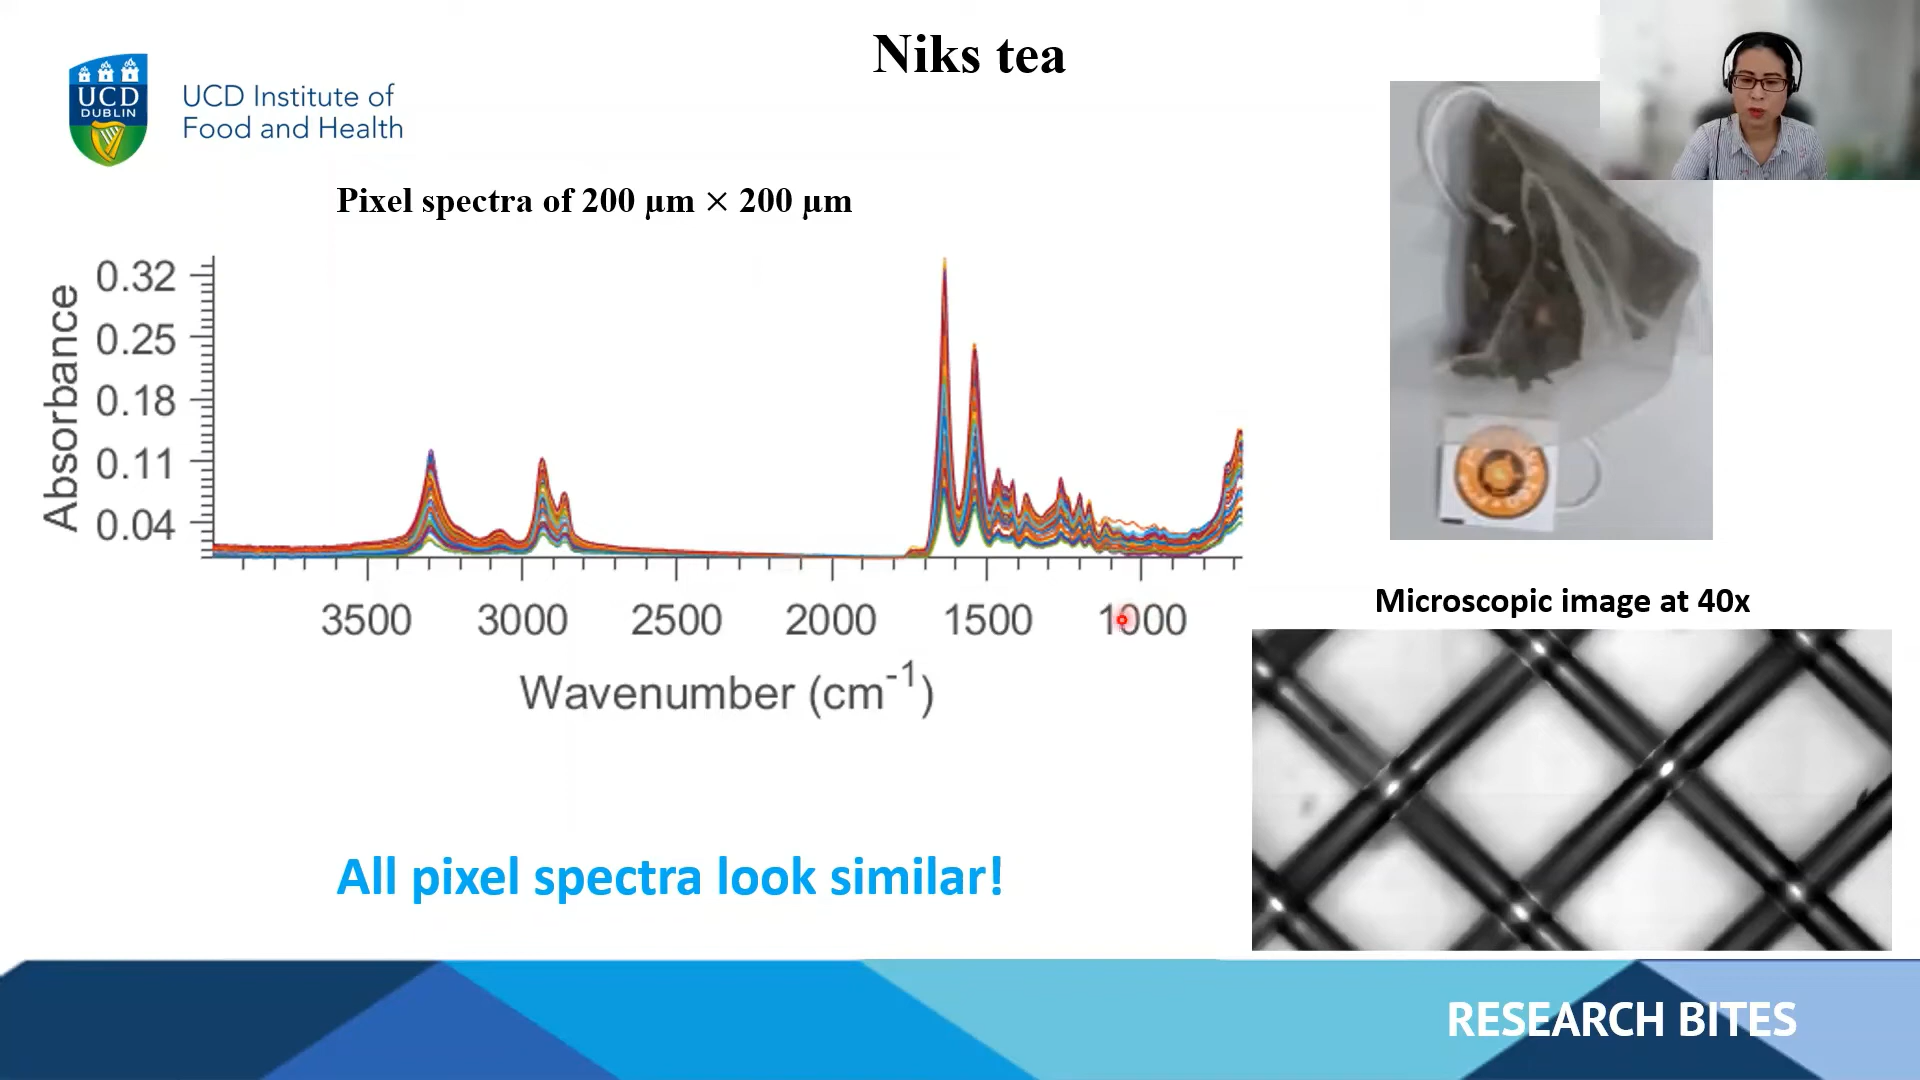 Niks tea
UCD
DUBLIN
UCD Institute of
Food and Health
Pixel spectra of 200 µm × 200 µm
Absorbance
0.32
0.25
0.18
0.11
0.04
3500 3000 2500 2000 1500 1000
Wavenumber (cm⁻¹)
Microscopic image at 40x
All pixel spectra look similar!
RESEARCH BITES